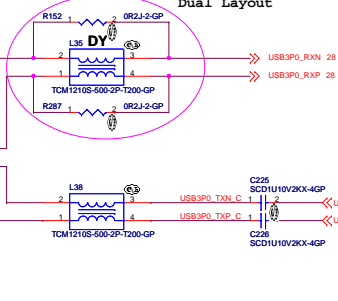 Dual Layout
R152 1 2 0R2J-2-GP
L35 DY
2 3
1 4
USB3P0_RXN 28
USB3P0_RXP 28
TCM1210S-500-2P-T200-GP
R287 1 2 0R2J-2-GP
L38
2 3
1 4
TCM1210S-500-2P-T200-GP
USB3P0_TXN_C 1 2
USB3P0_TXP_C 1
C225
SCD1U10V2KX-4GP
C226
SCD1U10V2KX-4GP